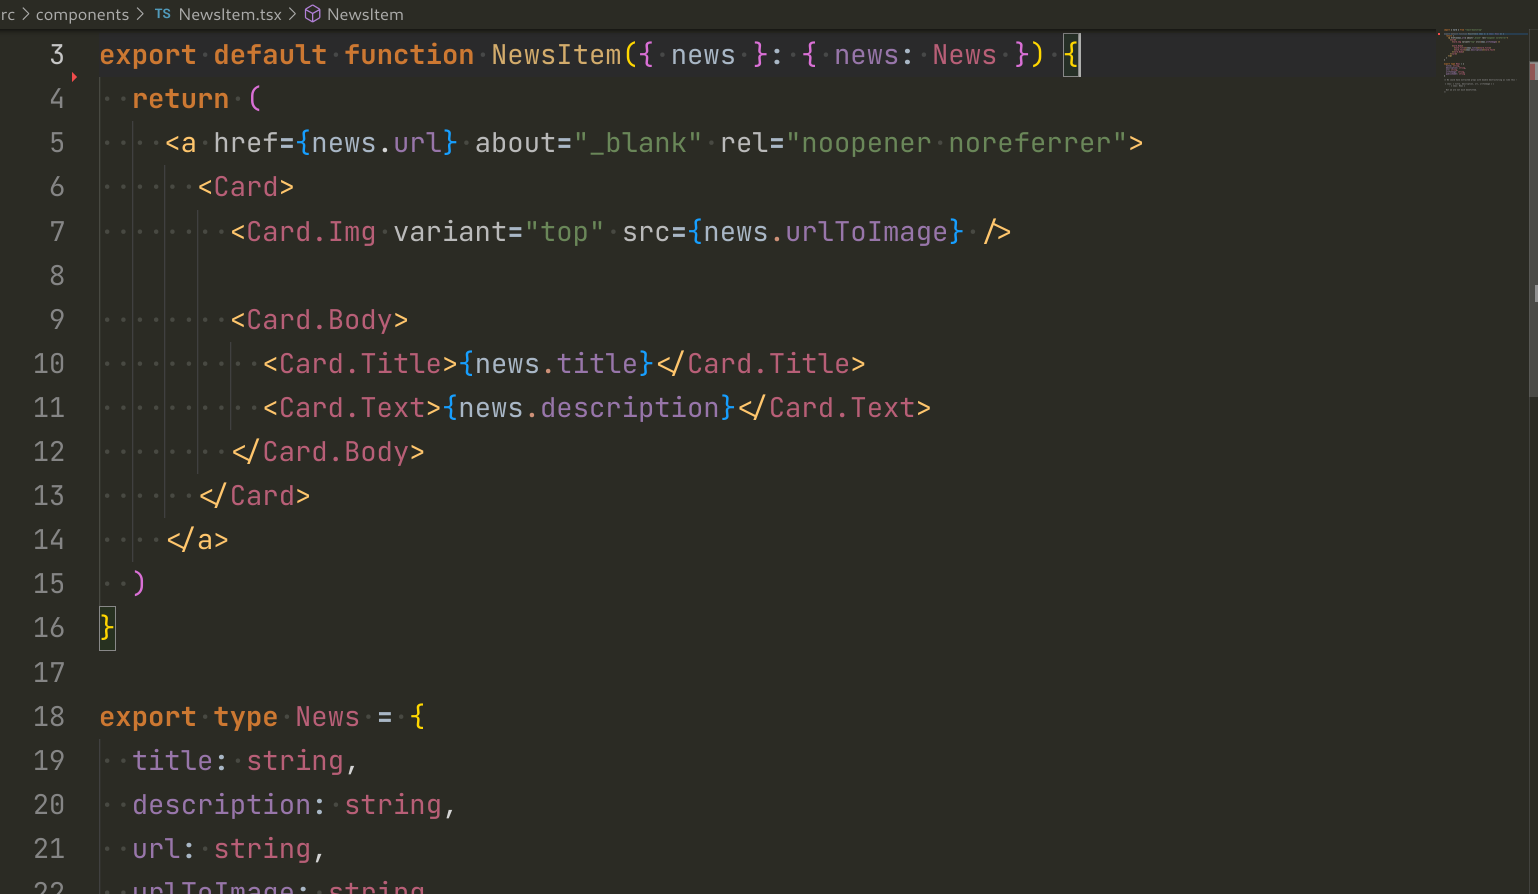 rc > components > TS NewsItem.tsx > NewsItem
3 export default function NewsItem({ news }: { news: News }) {
4 return (
5 <a href={news.url} about="_blank" rel="noopener noreferrer">
6 <Card>
7 <Card.Img variant="top" src={news.urlToImage} />
8
9 <Card.Body>
10 <Card.Title>{news.title}</Card.Title>
11 <Card.Text>{news.description}</Card.Text>
12 </Card.Body>
13 </Card>
14 </a>
15 )
16 }
17
18 export type News = {
19 title: string,
20 description: string,
21 url: string,
22 urlToImage: string